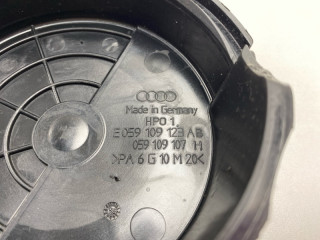 Made in Germany
HPO 1
E 059 109 123 AB
059 109 107 H
>PA 6 G 10 M 20<